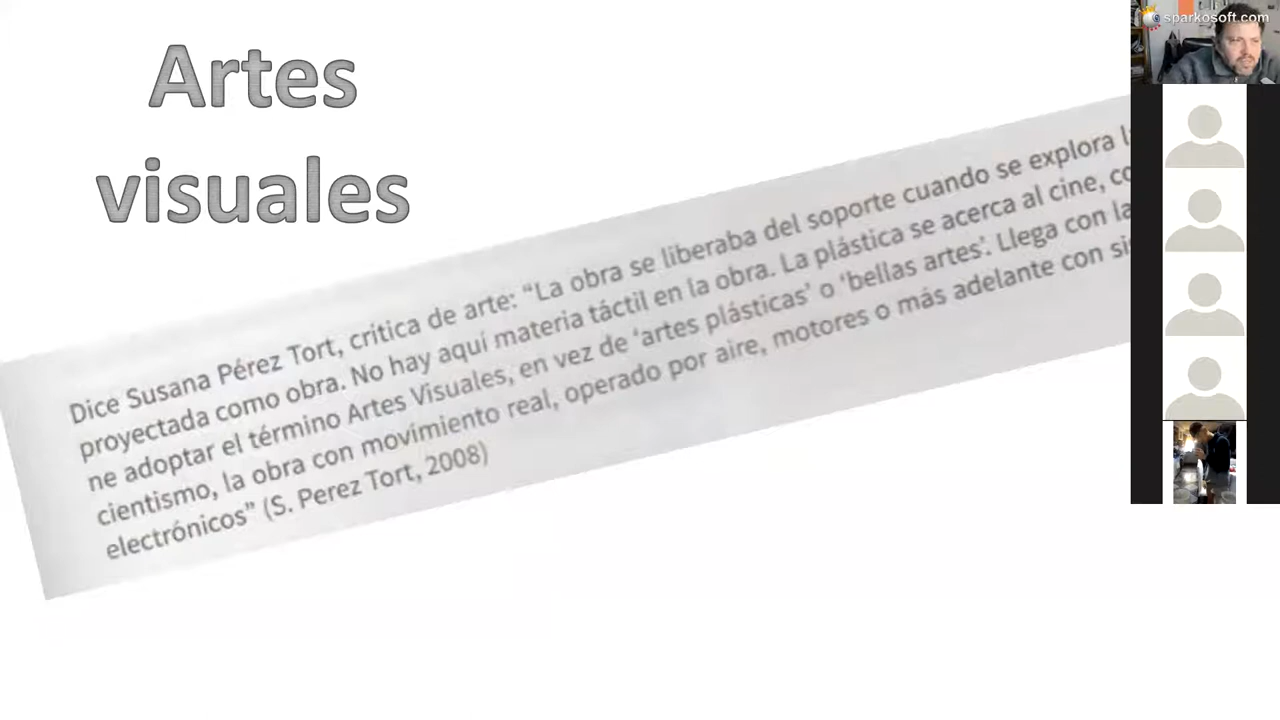 Artes
visuales
sparkosoft.com
Dice Susana Pérez Tort, crítica de arte: “La obra se liberaba del soporte cuando se explora
proyectada como obra. No hay aquí materia táctil en la obra. La plástica se acerca al cine,
ne adoptar el término Artes Visuales, en vez de ‘artes plásticas’ o ‘bellas artes’. Llega con
cientismo, la obra con movimiento real, operado por aire, motores o más adelante con
electrónicos” (S. Perez Tort, 2008)